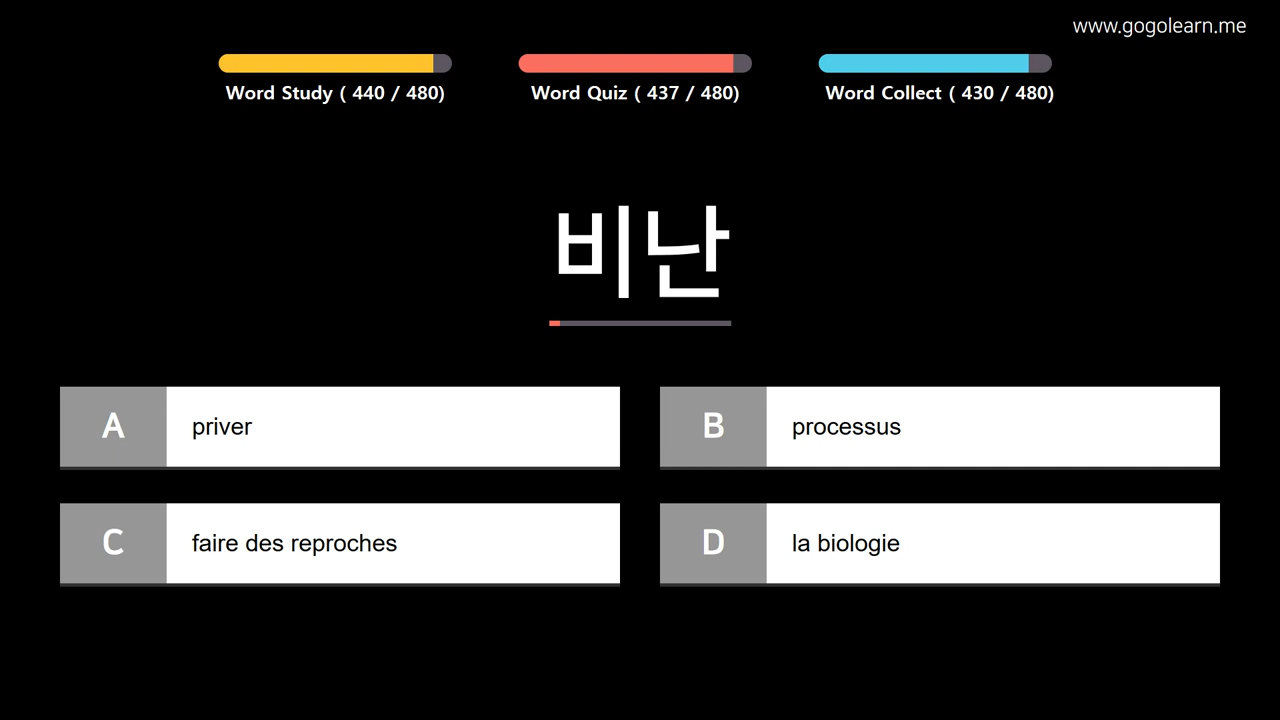 www.gogolearn.me
Word Study ( 440 / 480)
Word Quiz ( 437 / 480)
Word Collect ( 430 / 480)
비난
A priver
B processus
C faire des reproches
D la biologie